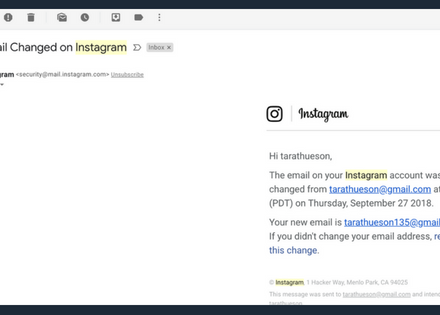 ail Changed on Instagram Inbox x
gram <security@mail.instagram.com> Unsubscribe
Instagram
Hi tarathueson,
The email on your Instagram account was
changed from tarathueson@gmail.com at
(PDT) on Thursday, September 27 2018.
Your new email is tarathueson135@gmail
If you didn't change your email address, re
this change.
© Instagram, 1 Hacker Way, Menlo Park, CA 94025
This message was sent to tarathueson@gmail.com and intend
tarathueson